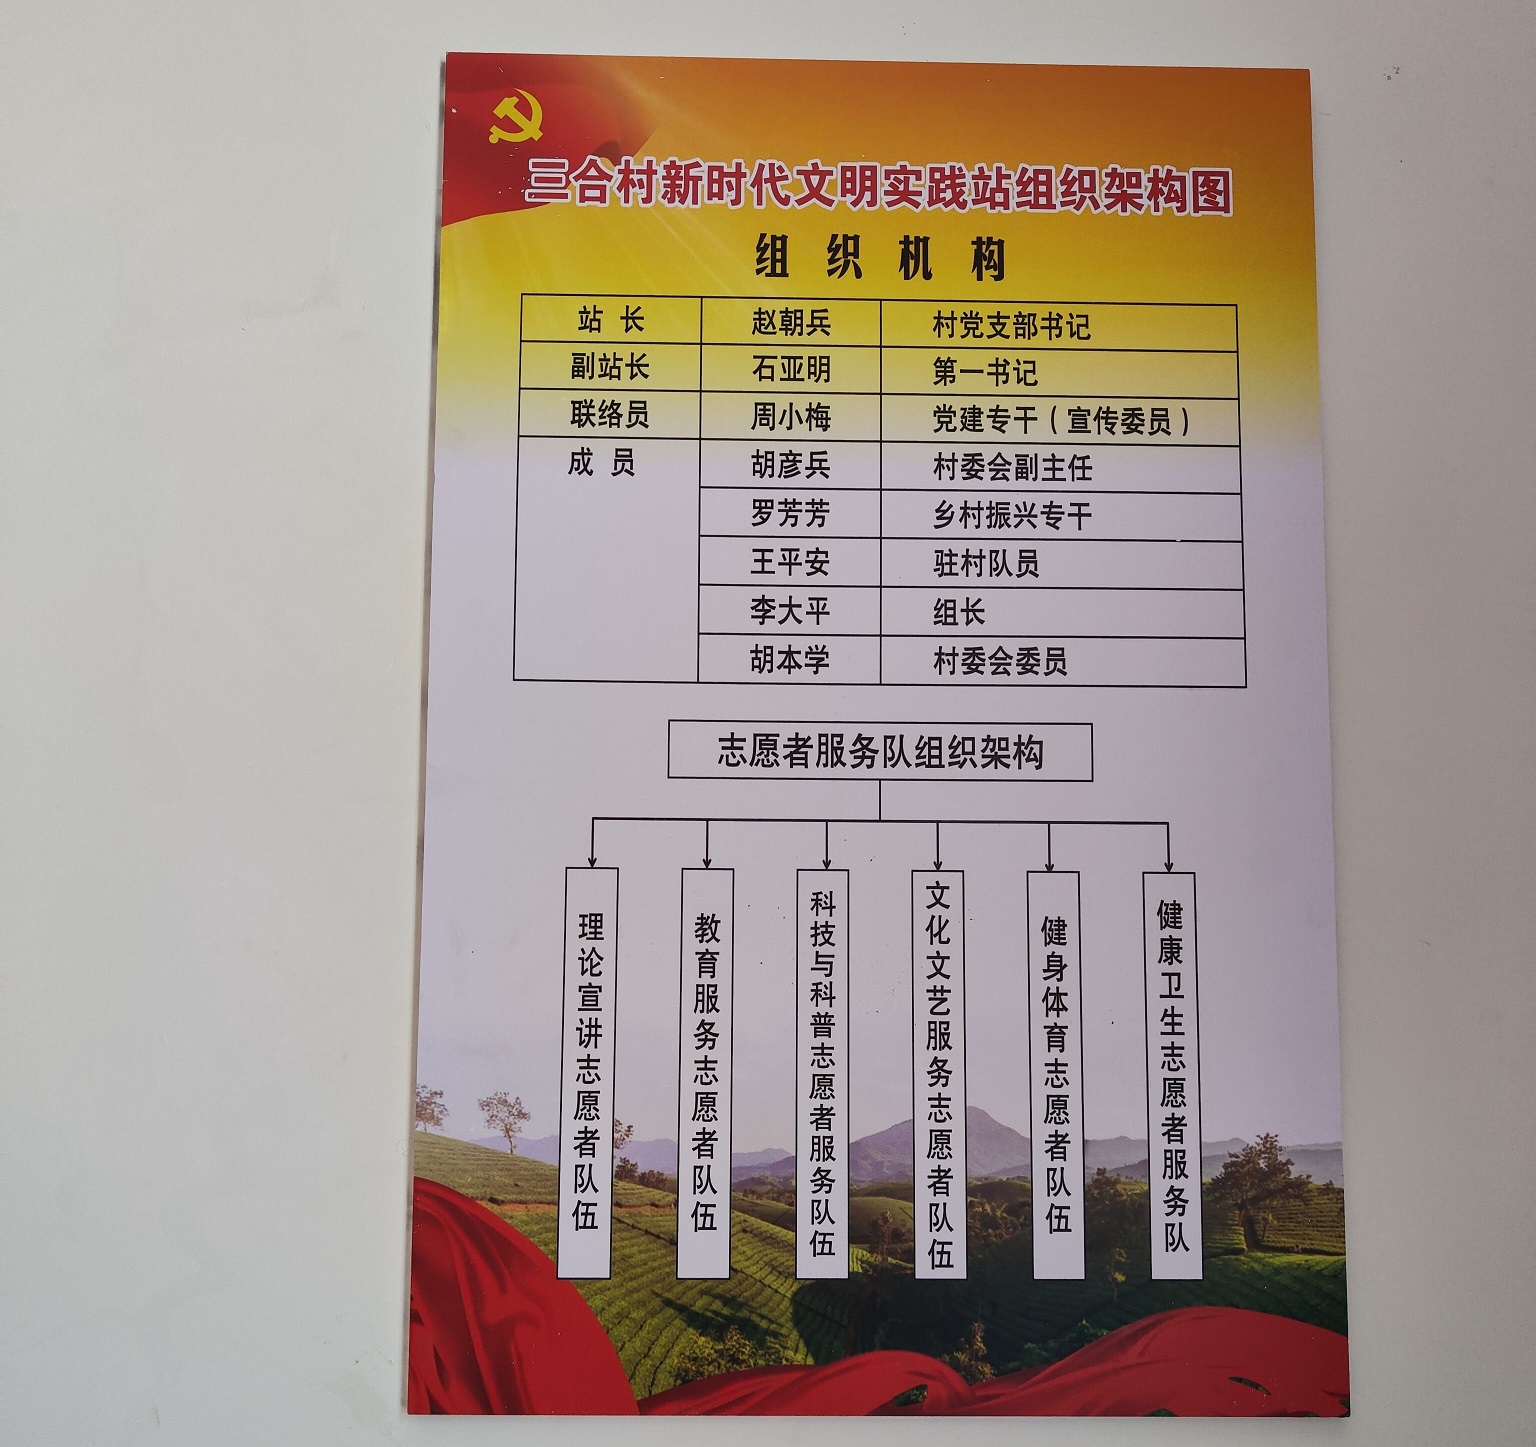 三合村新时代文明实践站组织架构图
组织机构
站长 赵朝兵 村党支部书记
副站长 石亚明 第一书记
联络员 周小梅 党建专干（宣传委员）
成员 胡彦兵 村委会副主任
罗芳芳 乡村振兴专干
王平安 驻村队员
李大平 组长
胡本学 村委会委员
志愿者服务队组织架构
理论宣讲志愿者队伍
教育服务志愿者队伍
科技与科普志愿者服务队伍
文化文艺服务志愿者队伍
健身体育志愿者队伍
健康卫生志愿者服务队